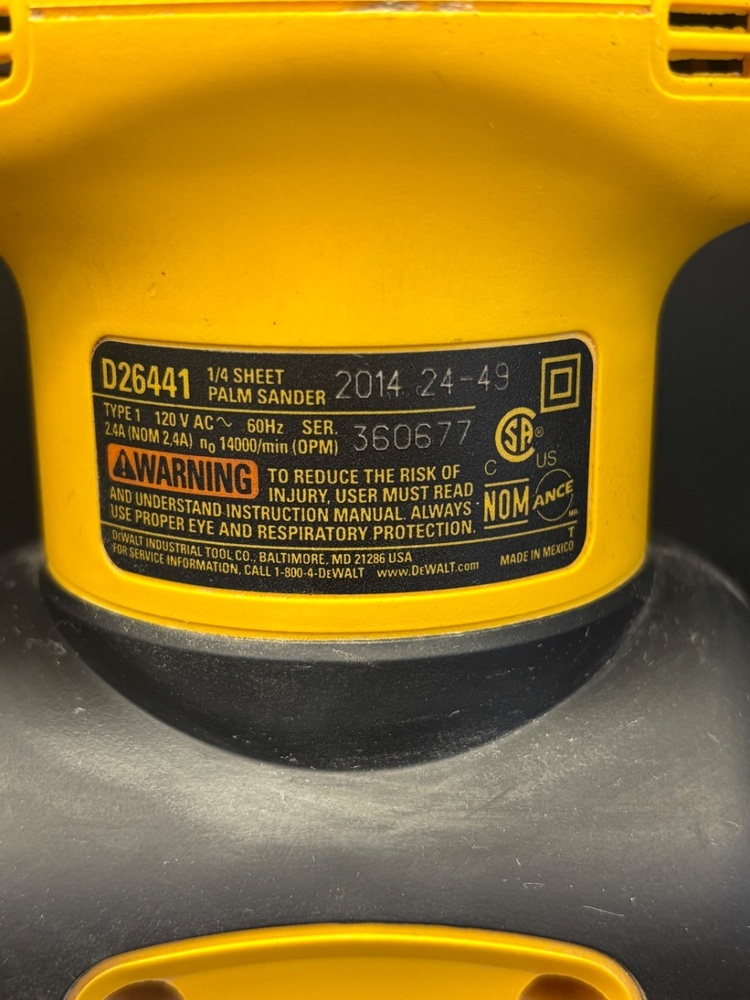 D26441 1/4 SHEET PALM SANDER 2014 24-49
TYPE 1 120 V AC~ 60Hz SER. 360677
2.4A (NOM 2,4A) n₀ 14000/min (OPM)
CSA®
C US
⚠WARNING TO REDUCE THE RISK OF
INJURY, USER MUST READ
AND UNDERSTAND INSTRUCTION MANUAL. ALWAYS
USE PROPER EYE AND RESPIRATORY PROTECTION.
NOM ANCE
DEWALT INDUSTRIAL TOOL CO., BALTIMORE, MD 21286 USA
FOR SERVICE INFORMATION, CALL 1-800-4-DEWALT www.DEWALT.com
T
MADE IN MEXICO